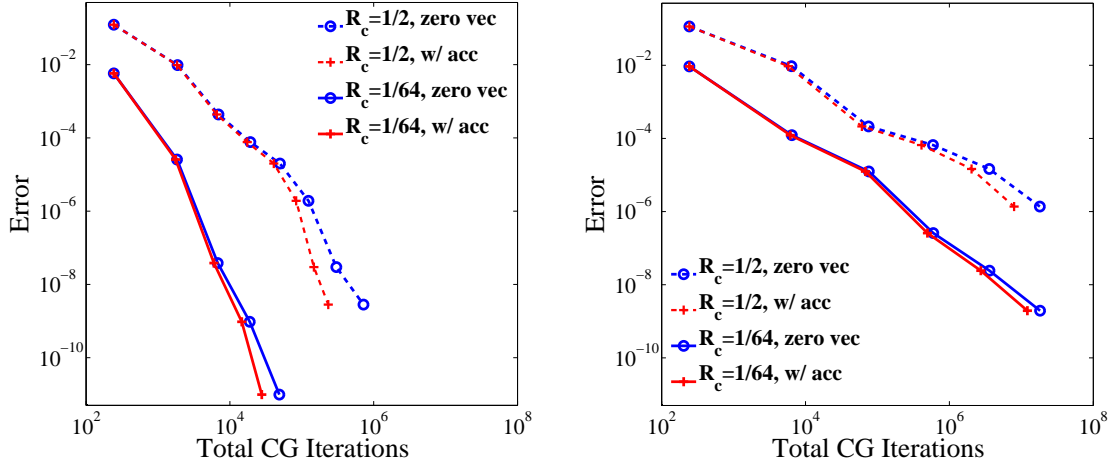 R_c=1/2, zero vec
R_c=1/2, w/ acc
R_c=1/64, zero vec
R_c=1/64, w/ acc
10^−2
10^−4
10^−6
10^−8
10^−10
Error
10^2
10^4
10^6
10^8
Total CG Iterations
10^−2
10^−4
10^−6
10^−8
10^−10
Error
R_c=1/2, zero vec
R_c=1/2, w/ acc
R_c=1/64, zero vec
R_c=1/64, w/ acc
10^2
10^4
10^6
10^8
Total CG Iterations